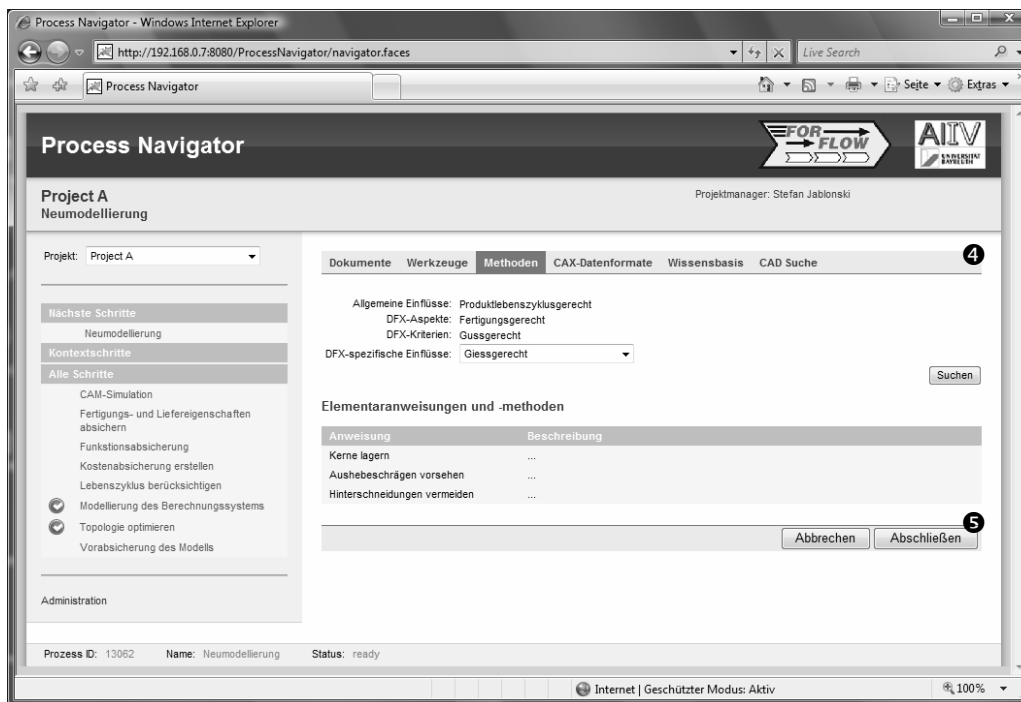 Process Navigator - Windows Internet Explorer
http://192.168.0.7:8080/ProcessNavigator/navigator.faces
Live Search
Process Navigator
Seite
Extras
Process Navigator
FOR FLOW
AI IV
UNIVERSITÄT BAYREUTH
Project A
Neumodellierung
Projektmanager: Stefan Jablonski
Projekt: Project A
Nächste Schritte
Neumodellierung
Kontextschritte
Alle Schritte
CAM-Simulation
Fertigungs- und Liefereigenschaften
absichern
Funkstionsabsicherung
Kostenabsicherung erstellen
Lebenszyklus berücksichtigen
Modellierung des Berechnungssystems
Topologie optimieren
Vorabsicherung des Modells
Administration
Dokumente Werkzeuge Methoden CAX-Datenformate Wissensbasis CAD Suche
4
Allgemeine Einflüsse: Produktlebenszyklusgerecht
DFX-Aspekte: Fertigungsgerecht
DFX-Kriterien: Gussgerecht
DFX-spezifische Einflüsse: Giessgerecht
Suchen
Elementaranweisungen und -methoden
Anweisung Beschreibung
Kerne lagern ...
Aushebeschrägen vorsehen ...
Hinterschneidungen vermeiden ...
5
Abbrechen Abschließen
Prozess ID: 13062 Name: Neumodellierung Status: ready
Internet | Geschützter Modus: Aktiv
100%